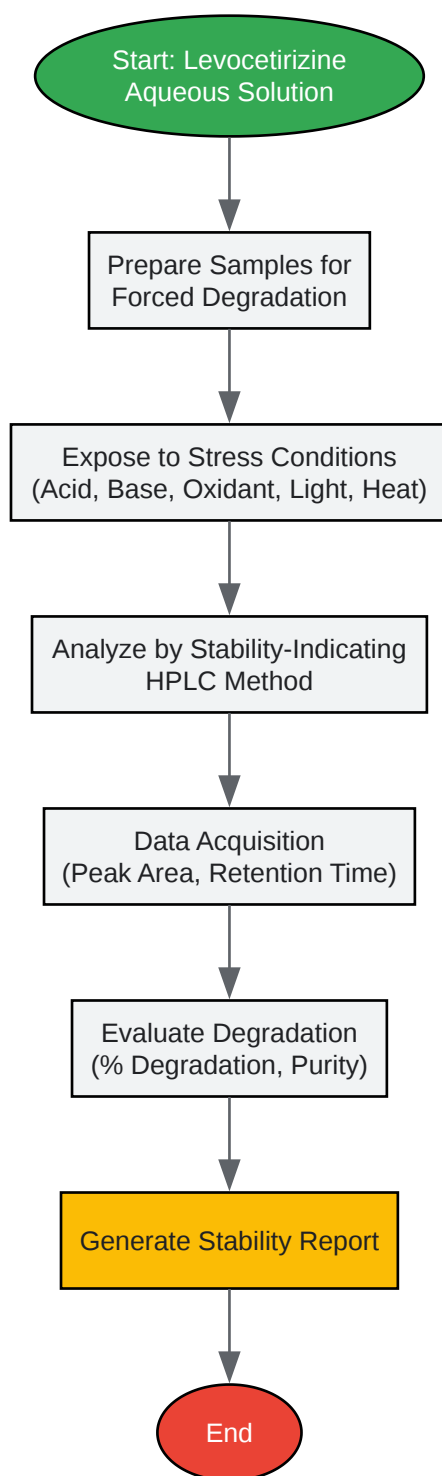 Start: Levocetirizine
Aqueous Solution
Prepare Samples for
Forced Degradation
Expose to Stress Conditions
(Acid, Base, Oxidant, Light, Heat)
Analyze by Stability-Indicating
HPLC Method
Data Acquisition
(Peak Area, Retention Time)
Evaluate Degradation
(% Degradation, Purity)
Generate Stability Report
End